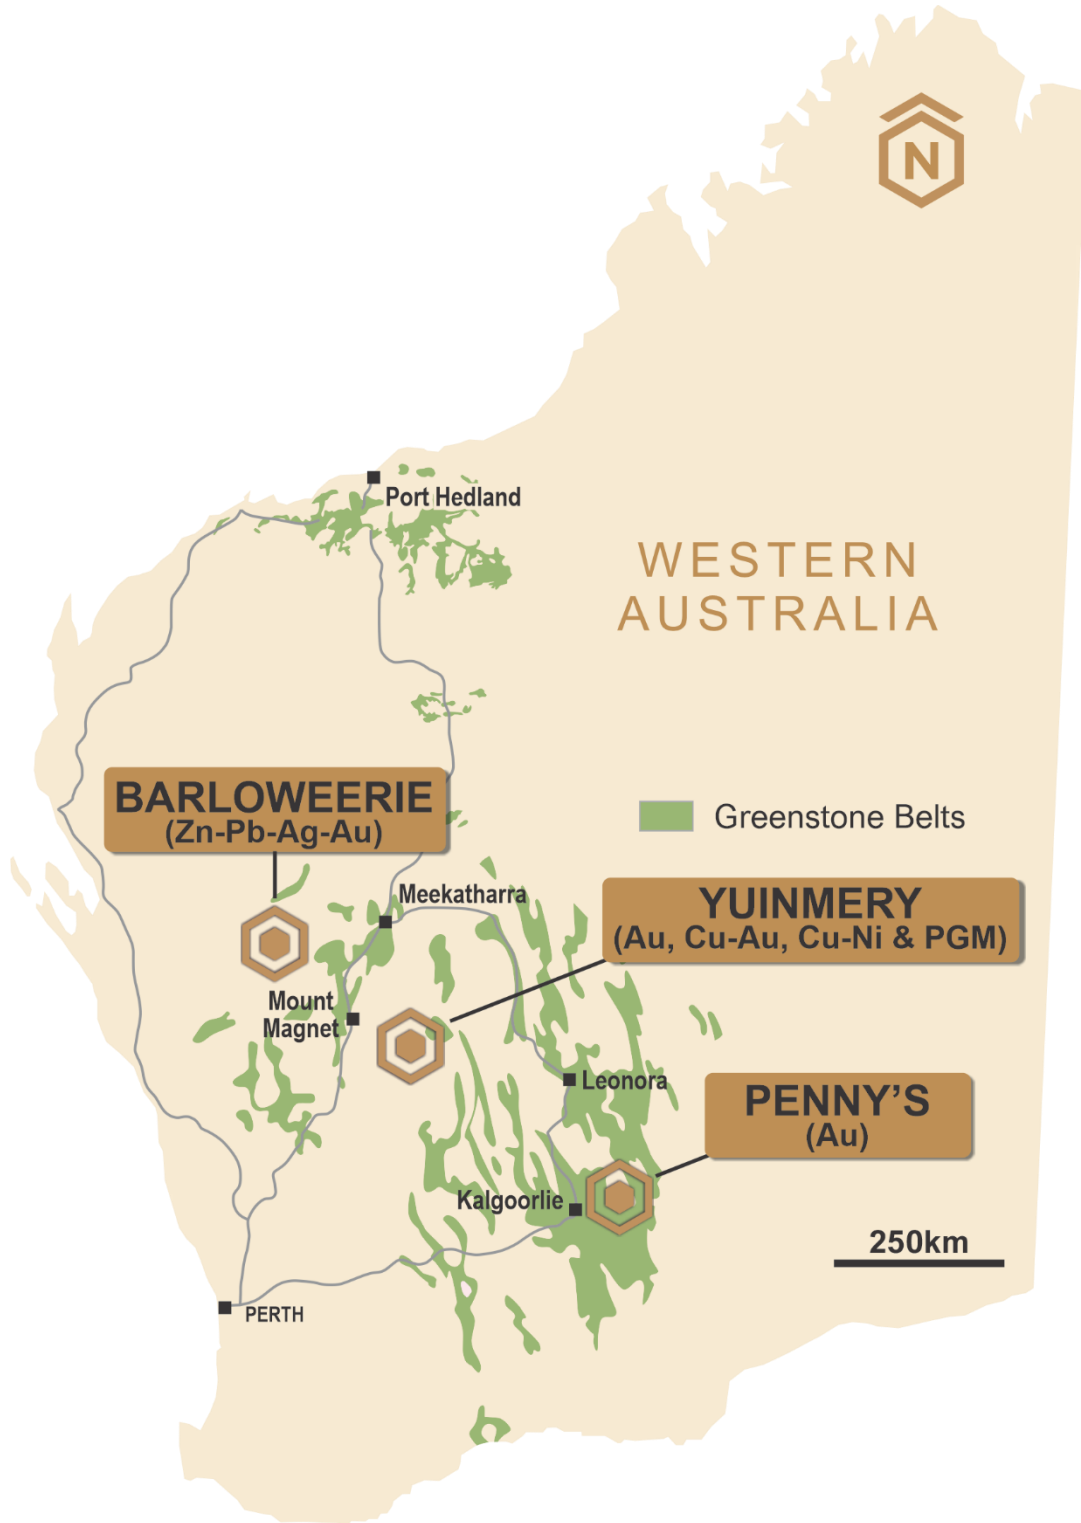 N
Port Hedland
WESTERN
AUSTRALIA
BARLOWEERIE
(Zn-Pb-Ag-Au)
Greenstone Belts
Meekatharra
YUINMERY
(Au, Cu-Au, Cu-Ni & PGM)
Mount
Magnet
Leonora
PENNY’S
(Au)
Kalgoorlie
250km
PERTH